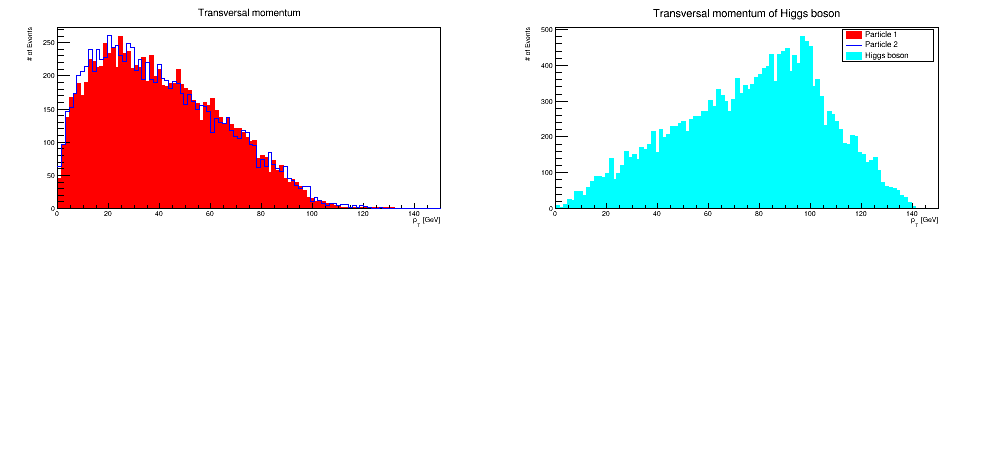 Transversal momentum
# of Events
250
200
150
100
50
0
0 20 40 60 80 100 120 140
p_T [GeV]
Transversal momentum of Higgs boson
# of Events
500
400
300
200
100
0
0 20 40 60 80 100 120 140
p_T [GeV]
Particle 1
Particle 2
Higgs boson